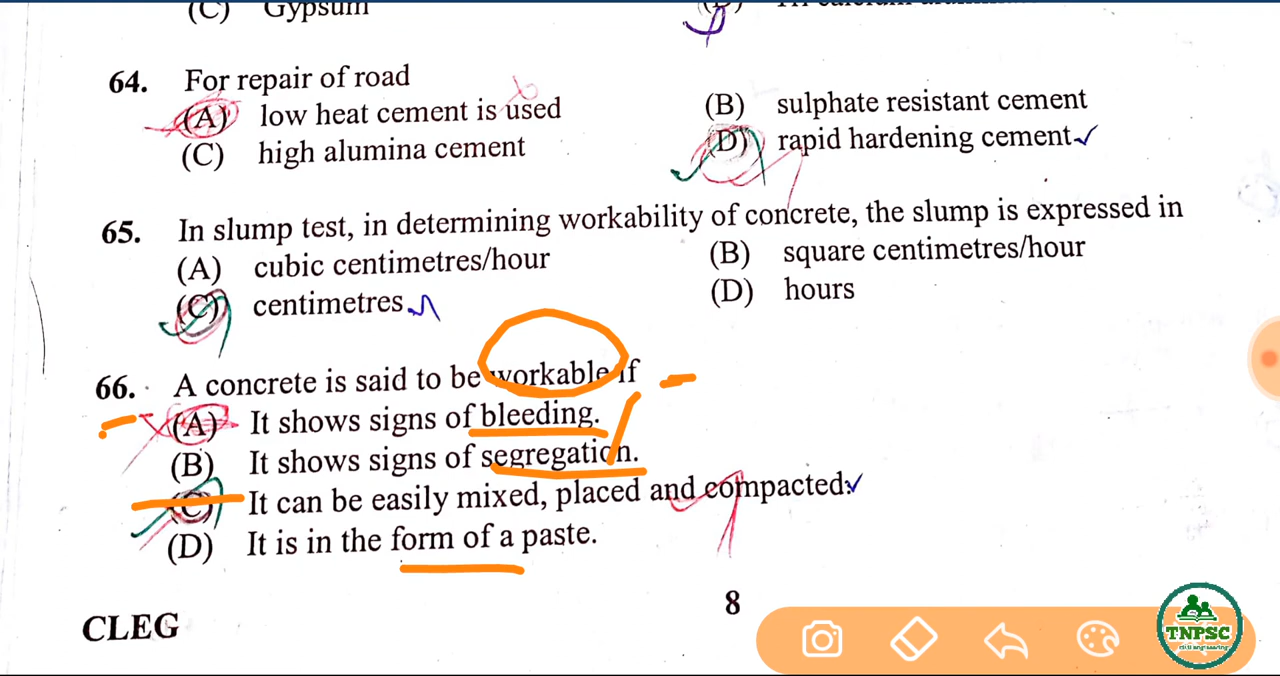 (C) Gypsum
64. For repair of road
(A) low heat cement is used (B) sulphate resistant cement
(C) high alumina cement (D) rapid hardening cement
65. In slump test, in determining workability of concrete, the slump is expressed in
(A) cubic centimetres/hour (B) square centimetres/hour
(C) centimetres (D) hours
66. A concrete is said to be workable if
(A) It shows signs of bleeding.
(B) It shows signs of segregation.
(C) It can be easily mixed, placed and compacted
(D) It is in the form of a paste.
8
CLEG
TNPSC